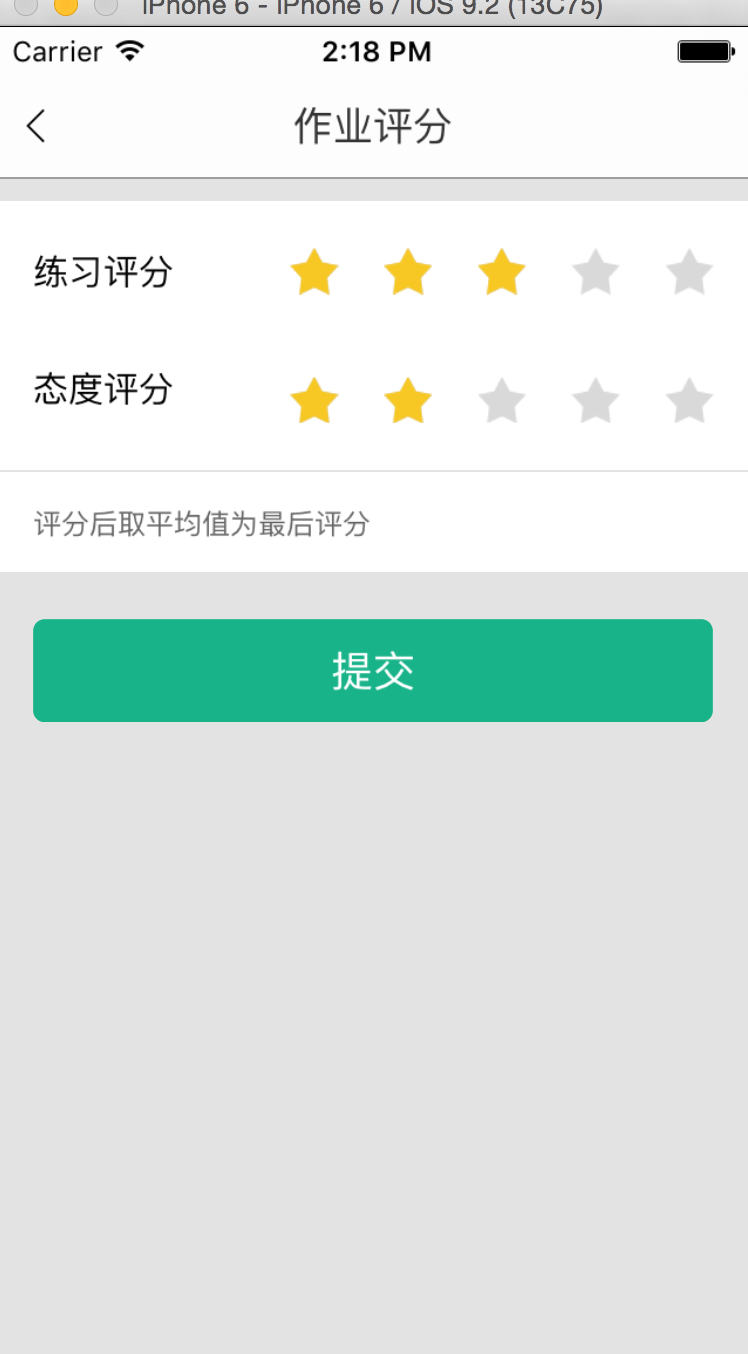 iPhone 6 - iPhone 6 / iOS 9.2 (13C75)
Carrier 2:18 PM
作业评分
练习评分
态度评分
评分后取平均值为最后评分
提交